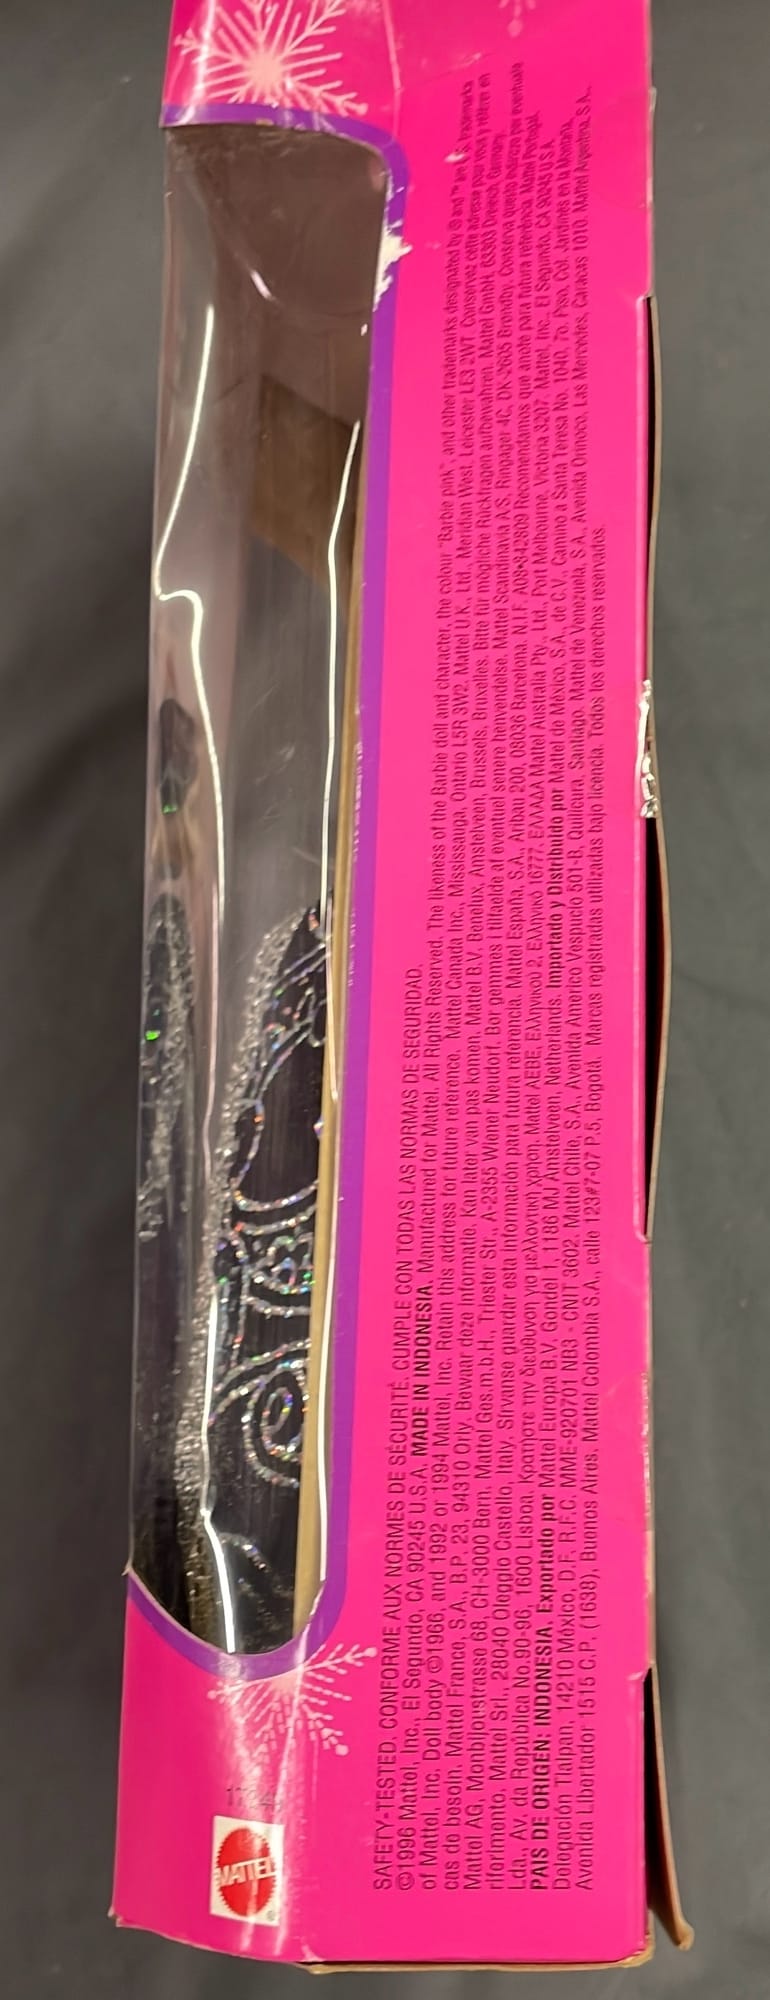 SAFETY-TESTED. CONFORME AUX NORMES DE SÉCURITÉ. CUMPLE CON TODAS LAS NORMAS DE SEGURIDAD.
©1996 Mattel, Inc., El Segundo, CA 90245 U.S.A. MADE IN INDONESIA. Manufactured for Mattel. All Rights Reserved. The likeness of the Barbie doll and character, the colour "Barbie pink"™ and other trademarks designated by ® and ™ are U.S. trademarks
of Mattel, Inc. Doll body ©1966, and 1992 or 1994 Mattel, Inc. Retain this address for future reference. Mattel Canada Inc., Mississauga, Ontario L5R 3W2. Mattel U.K., Ltd., Meridian West, Leicester LE3 2WT. Conservez cette adresse pour vous y référer en
cas de besoin. Mattel France, S.A., B.P. 23, 94310 Orly. Bewaar deze informatie. Kan later van pas komen. Mattel B.V. Benelux, Amstelveen, Brussels, Bruxelles. Bitte für mögliche Rückfragen aufbewahren. Mattel GmbH, 63303 Dreieich, Germany.
Mattel AG, Monbijoustrasse 68, CH-3000 Bern. Mattel Ges.m.b.H., Triester Str., A-2355 Wiener Neudorf. Bør gemmes i tilfælde af eventuel senere henvendelse. Mattel Scandinavia A/S, Ringager 4C, DK-2605 Brøndby. Conserva questo indirizzo per eventuale
riferimento. Mattel Srl., 28040 Oleggio Castello, Italy. Sírvanse guardar esta información para futura referencia. Mattel España, S.A., Aribau 200, 08036 Barcelona. N.I.F. A08-842809 Recomendamos que anote para futura referência. Mattel Portugal
Lda., Av. da República No.90-96, 1600 Lisboa. Κρατήστε την διεύθυνση για μελλοντική χρήση. Mattel AEBE, Ελληνικού 2, Ελληνικό 16777, ΕΛΛΑΔΑ Mattel Australia Pty., Ltd., Port Melbourne, Victoria 3207. Mattel, Inc., El Segundo, CA 90245 U.S.A.
PAIS DE ORIGEN: INDONESIA. Exportado por Mattel Europa B.V., Gondel 1, 1186 MJ Amstelveen, Netherlands. Importado y Distribuido por Mattel de México, S.A. de C.V., Camino a Santa Teresa No. 1040, 7o. Piso, Col. Jardines en la Montaña,
Delegación Tlalpan, 14210 México, D.F. R.F.C. MME-920701 NB3 - CNIT 3602. Mattel Chile, S.A., Avenida Américo Vespucio 501-B, Quilicura, Santiago. Mattel de Venezuela, S.A., Avenida Orinoco, Las Mercedes, Caracas 1010. Mattel Argentina, S.A.,
Avenida Libertador 1515 C.P. (1638), Buenos Aires. Mattel Colombia S.A., calle 123#7-07 P.5, Bogotá. Marcas registradas utilizadas bajo licencia. Todos los derechos reservados.
MATTEL®